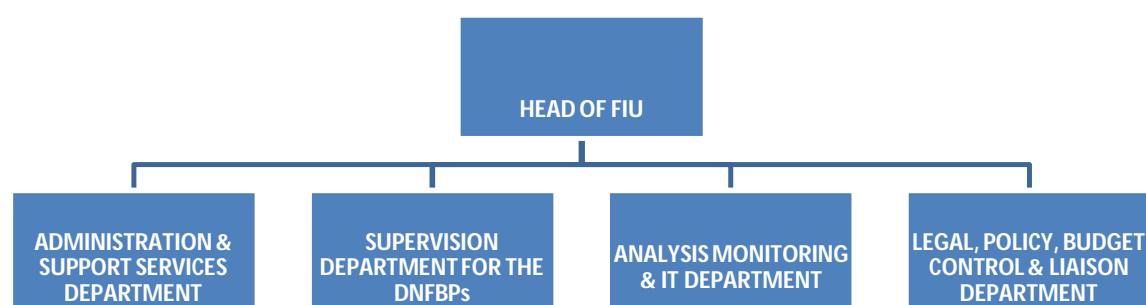 HEAD OF FIU
ADMINISTRATION &
SUPPORT SERVICES
DEPARTMENT
SUPERVISION
DEPARTMENT FOR THE
DNFBPs
ANALYSIS MONITORING
& IT DEPARTMENT
LEGAL, POLICY, BUDGET
CONTROL & LIAISON
DEPARTMENT